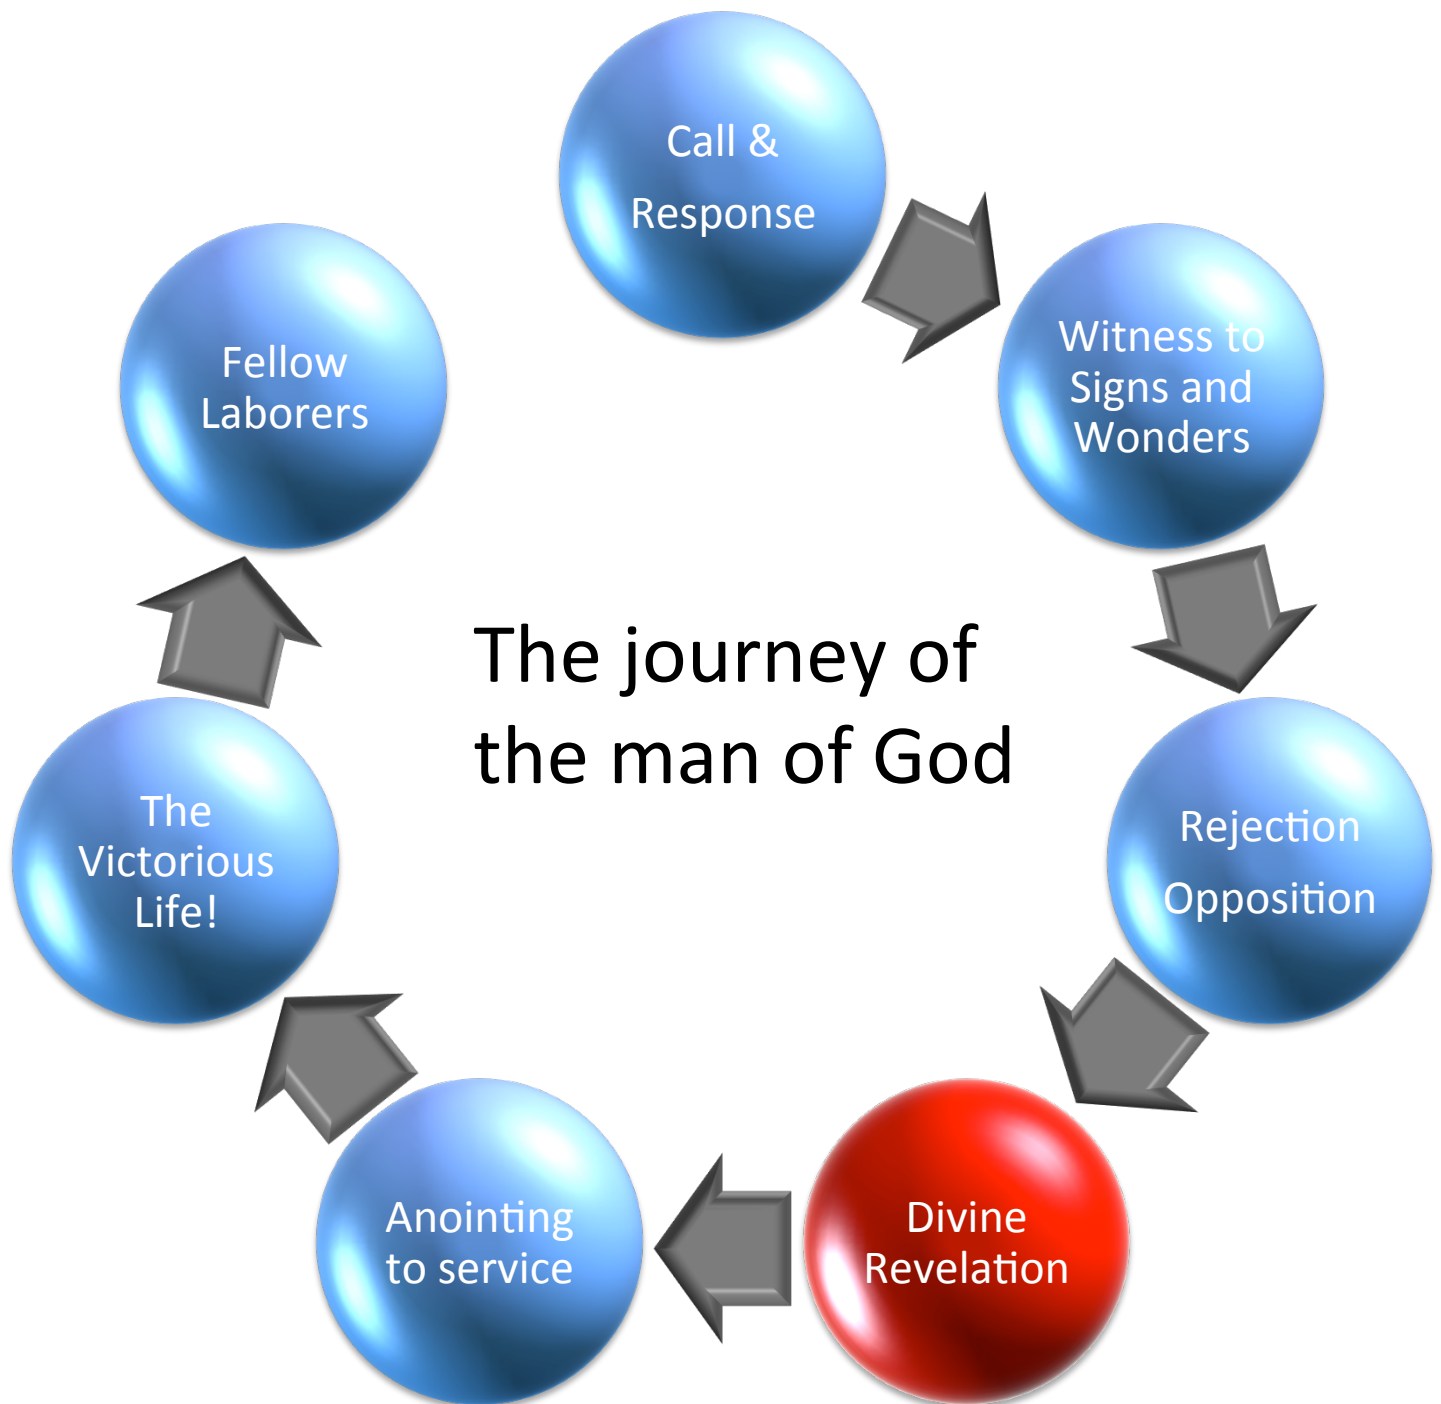 Call &
Response
Witness to
Signs and
Wonders
Rejection
Opposition
Divine
Revelation
Anointing
to service
The
Victorious
Life!
Fellow
Laborers
The journey of
the man of God